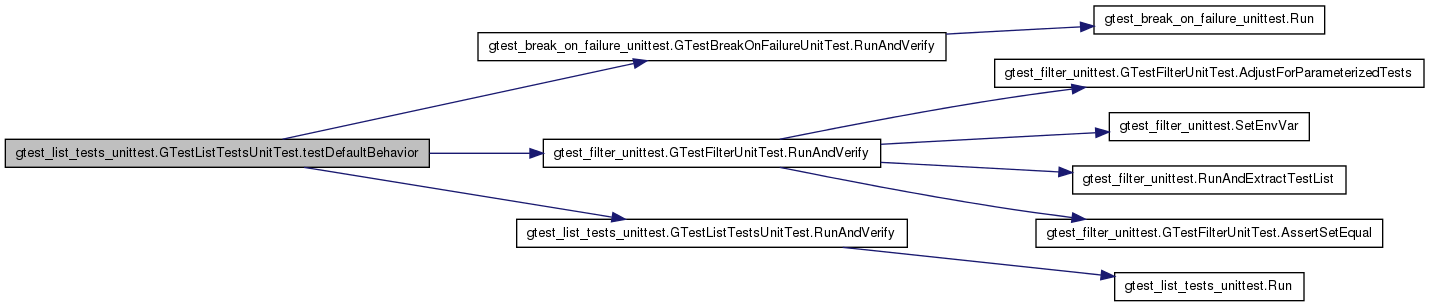 gtest_break_on_failure_unittest.Run
gtest_break_on_failure_unittest.GTestBreakOnFailureUnitTest.RunAndVerify
gtest_filter_unittest.GTestFilterUnitTest.AdjustForParameterizedTests
gtest_filter_unittest.SetEnvVar
gtest_list_tests_unittest.GTestListTestsUnitTest.testDefaultBehavior
gtest_filter_unittest.GTestFilterUnitTest.RunAndVerify
gtest_filter_unittest.RunAndExtractTestList
gtest_list_tests_unittest.GTestListTestsUnitTest.RunAndVerify
gtest_filter_unittest.GTestFilterUnitTest.AssertSetEqual
gtest_list_tests_unittest.Run